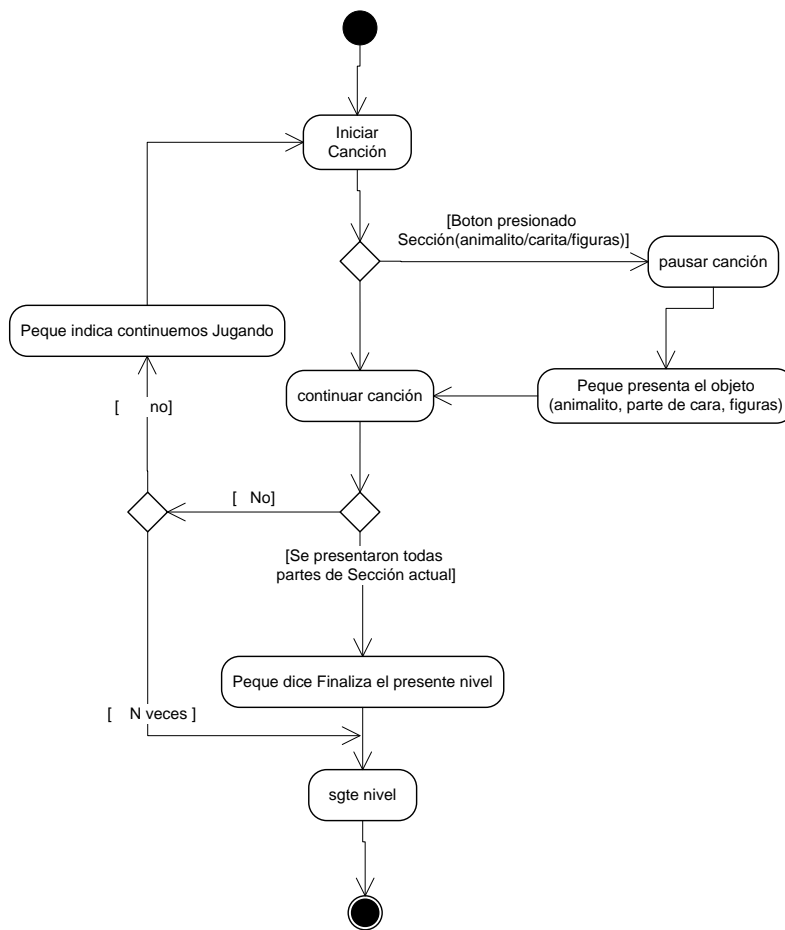 Iniciar
Canción
[Boton presionado
Sección(animalito/carita/figuras)]
pausar canción
Peque indica continuemos Jugando
continuar canción
Peque presenta el objeto
(animalito, parte de cara, figuras)
[ no]
[ No]
[Se presentaron todas
partes de Sección actual]
Peque dice Finaliza el presente nivel
[ N veces ]
sgte nivel